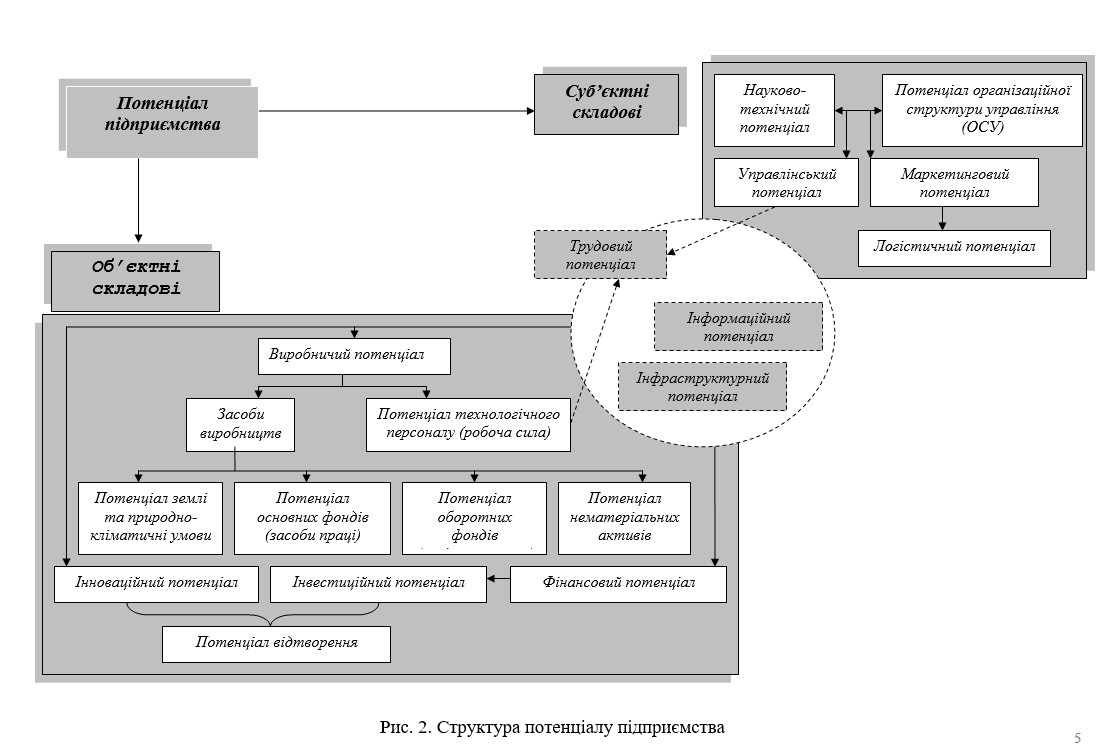 Потенціал
підприємства
Суб’єктні
складові
Науково-
технічний
потенціал
Потенціал організаційної
структури управління
(ОСУ)
Управлінський
потенціал
Маркетинговий
потенціал
Логістичний потенціал
Трудовий
потенціал
Об’єктні
складові
Інформаційний
потенціал
Інфраструктурний
потенціал
Виробничий потенціал
Засоби
виробництв
Потенціал технологічного
персоналу (робоча сила)
Потенціал землі
та природно-
кліматичні умови
Потенціал
основних фондів
(засоби праці)
Потенціал
оборотних
фондів
Потенціал
нематеріальних
активів
Інноваційний потенціал
Інвестиційний потенціал
Фінансовий потенціал
Потенціал відтворення
Рис. 2. Структура потенціалу підприємства
5